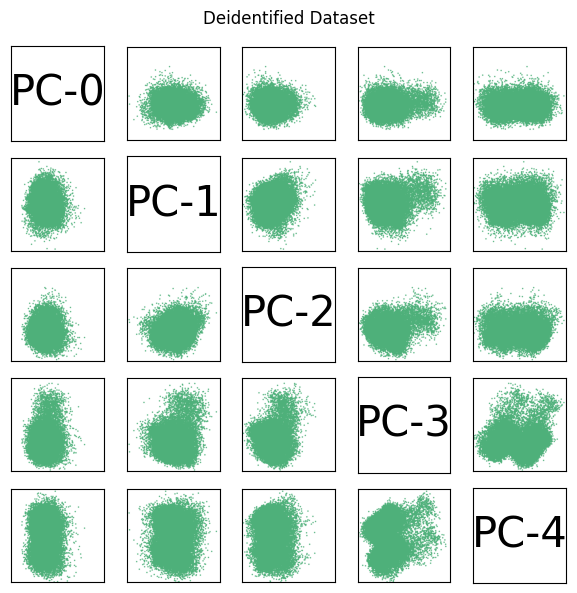 Deidentified Dataset
PC-0
PC-1
PC-2
PC-3
PC-4